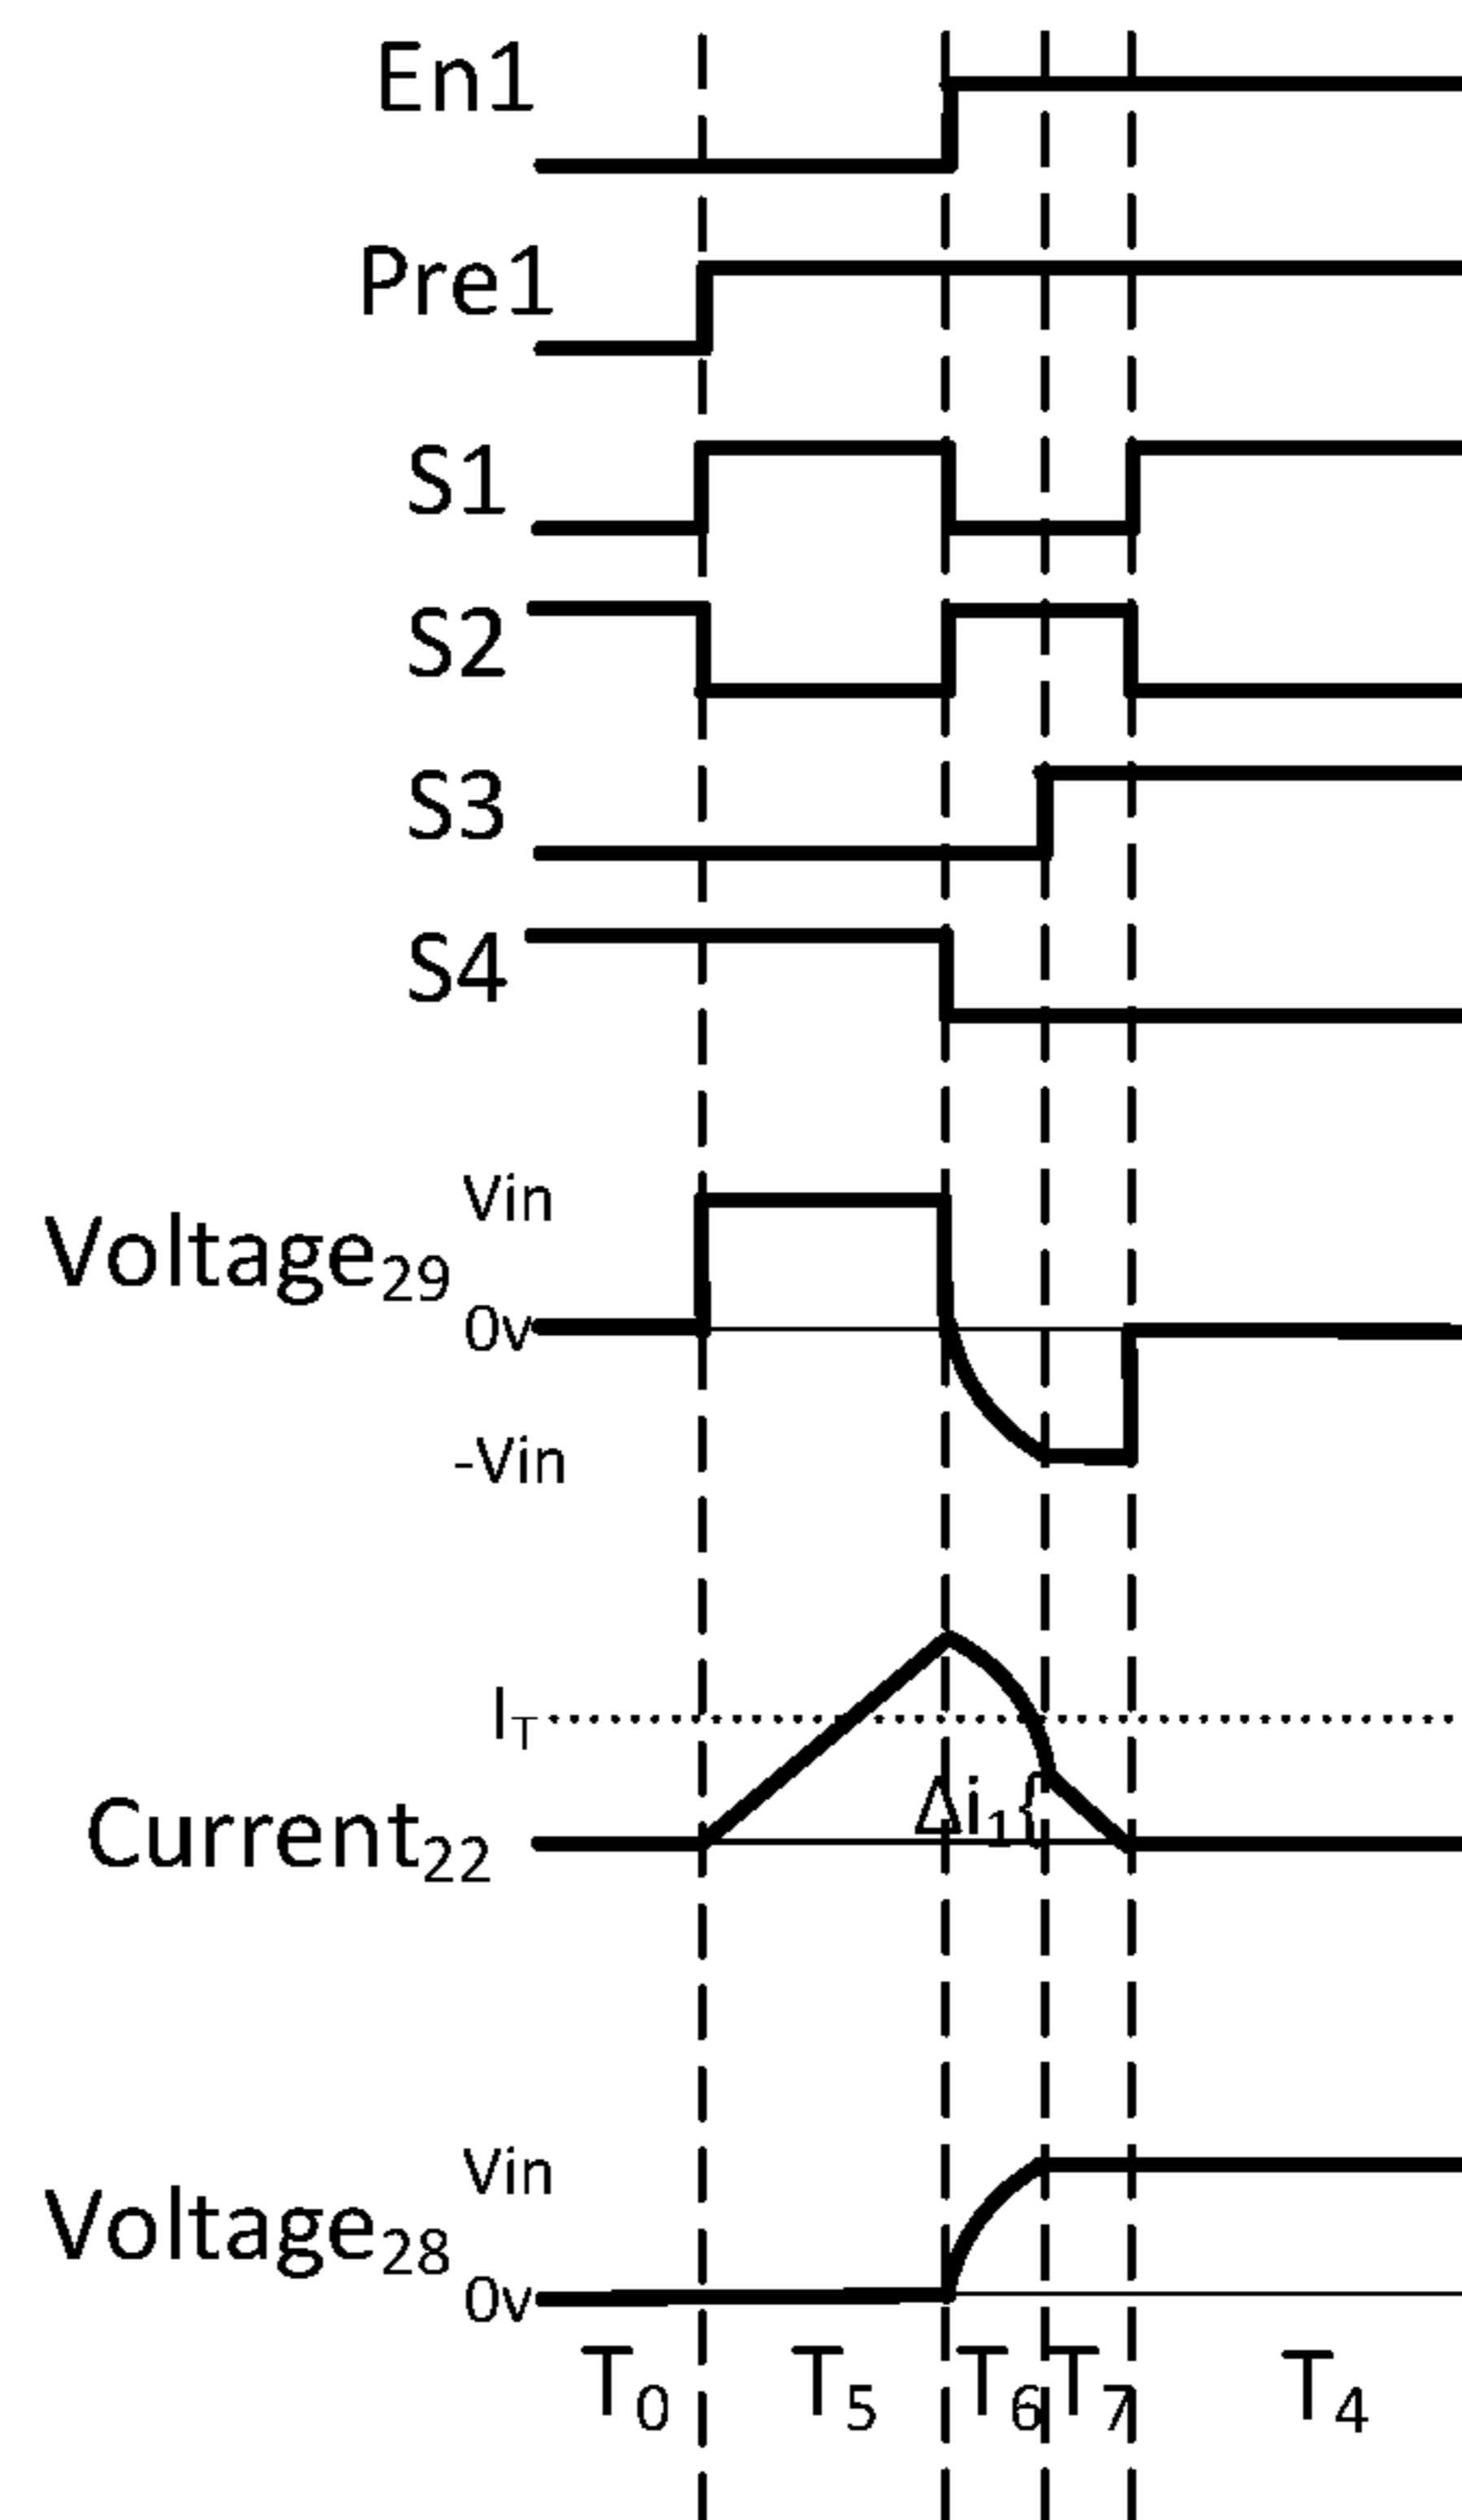 En1
Pre1
S1
S2
S3
S4
Vin
Voltage₂₉
0v
-Vin
I_T
Δi₁{
Current₂₂
Vin
Voltage₂₈
0v
T₀ T₅ T₆ T₇ T₄